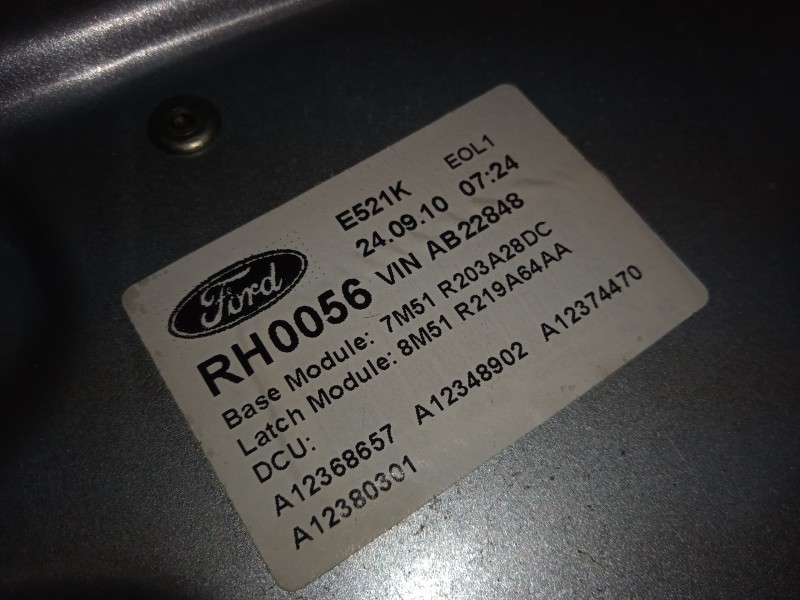 E521K EOL1
24.09.10 07:24
Ford
RH0056 VIN AB22848
Base Module: 7M51 R203A28DC
Latch Module: 8M51 R219A64AA
DCU:
A12368657 A12348902 A12374470
A12380301